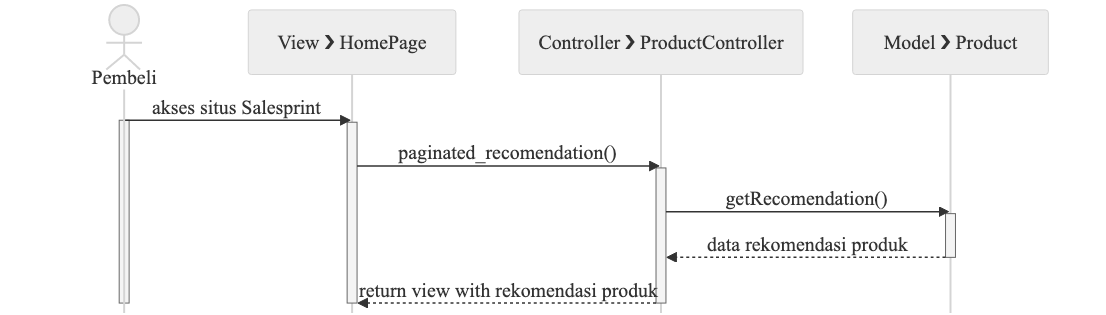 Pembeli
View ❯ HomePage
Controller ❯ ProductController
Model ❯ Product
akses situs Salesprint
paginated_recomendation()
getRecomendation()
data rekomendasi produk
return view with rekomendasi produk